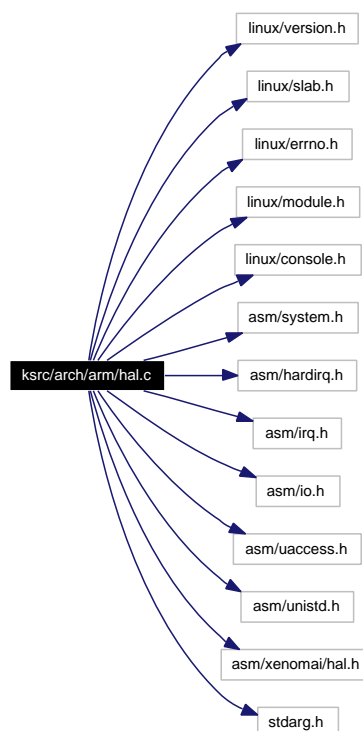 linux/version.h
linux/slab.h
linux/errno.h
linux/module.h
linux/console.h
asm/system.h
ksrc/arch/arm/hal.c
asm/hardirq.h
asm/irq.h
asm/io.h
asm/uaccess.h
asm/unistd.h
asm/xenomai/hal.h
stdarg.h